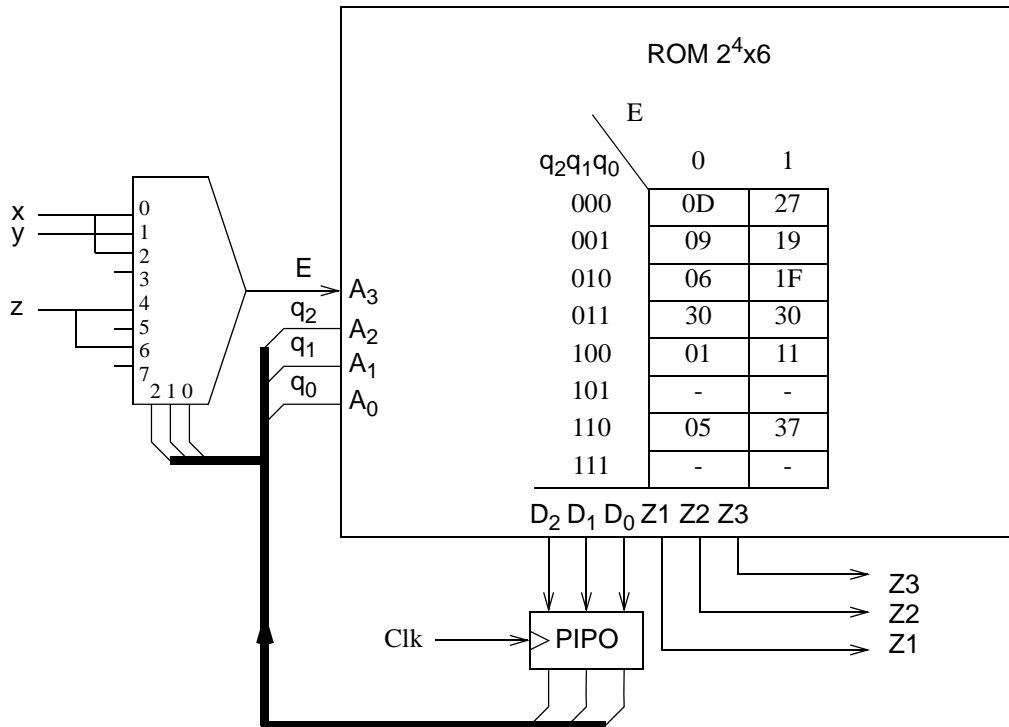 ROM 2⁴x6
E
q₂q₁q₀ 0 1
000 0D 27
001 09 19
010 06 1F
011 30 30
100 01 11
101 - -
110 05 37
111 - -
D₂ D₁ D₀ Z1 Z2 Z3
x
y
z
0
1
2
3
4
5
6
7
2 1 0
E
q₂
q₁
q₀
A₃
A₂
A₁
A₀
Clk
PIPO
Z3
Z2
Z1